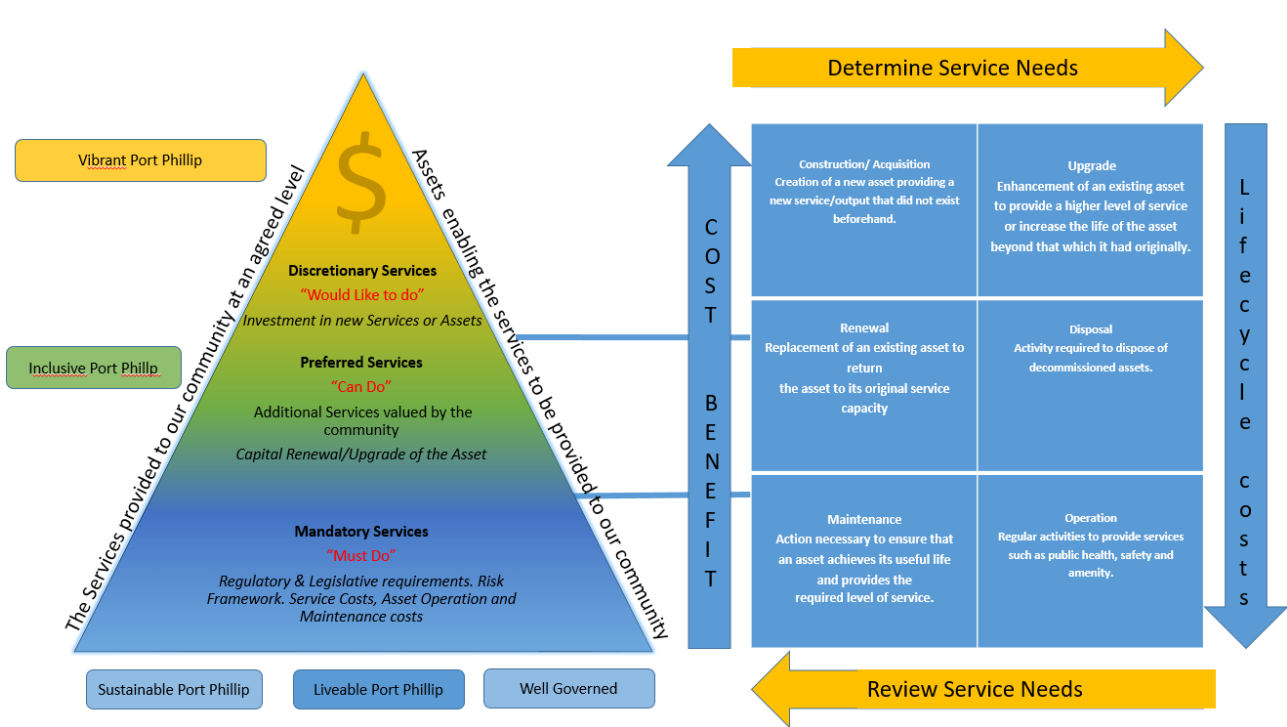 Determine Service Needs
Vibrant Port Phillip
Inclusive Port Phillp
The Services provided to our community at an agreed level
Assets enabling the services to be provided to our community
$
Discretionary Services
“Would Like to do”
Investment in new Services or Assets
Preferred Services
“Can Do”
Additional Services valued by the
community
Capital Renewal/Upgrade of the Asset
Mandatory Services
“Must Do”
Regulatory & Legislative requirements. Risk
Framework. Service Costs, Asset Operation and
Maintenance costs
Sustainable Port Phillip
Liveable Port Phillip
Well Governed
COST BENEFIT
Construction/ Acquisition
Creation of a new asset providing a
new service/output that did not exist
beforehand.
Upgrade
Enhancement of an existing asset
to provide a higher level of service
or increase the life of the asset
beyond that which it had originally.
Renewal
Replacement of an existing asset to
return
the asset to its original service
capacity
Disposal
Activity required to dispose of
decommissioned assets.
Maintenance
Action necessary to ensure that
an asset achieves its useful life
and provides the
required level of service.
Operation
Regular activities to provide services
such as public health, safety and
amenity.
Lifecycle costs
Review Service Needs